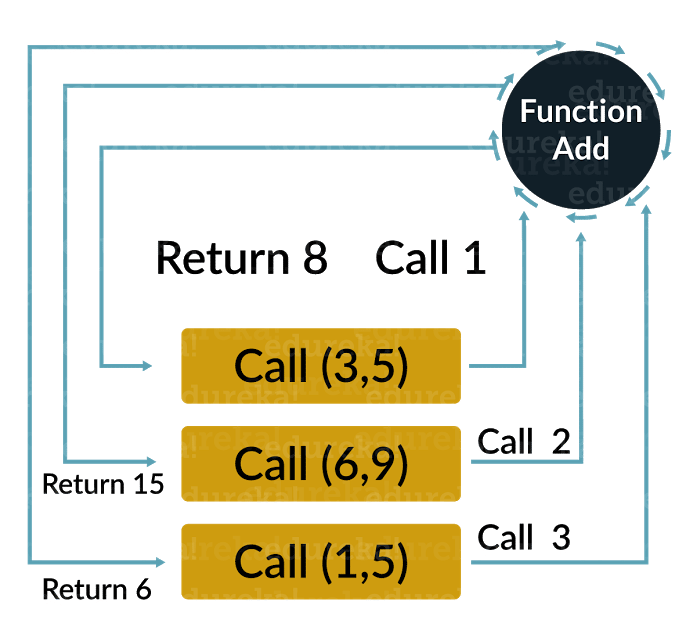 Function
Add
Return 8 Call 1
Call (3,5)
Call (6,9)
Call 2
Return 15
Call (1,5)
Call 3
Return 6
edureka!